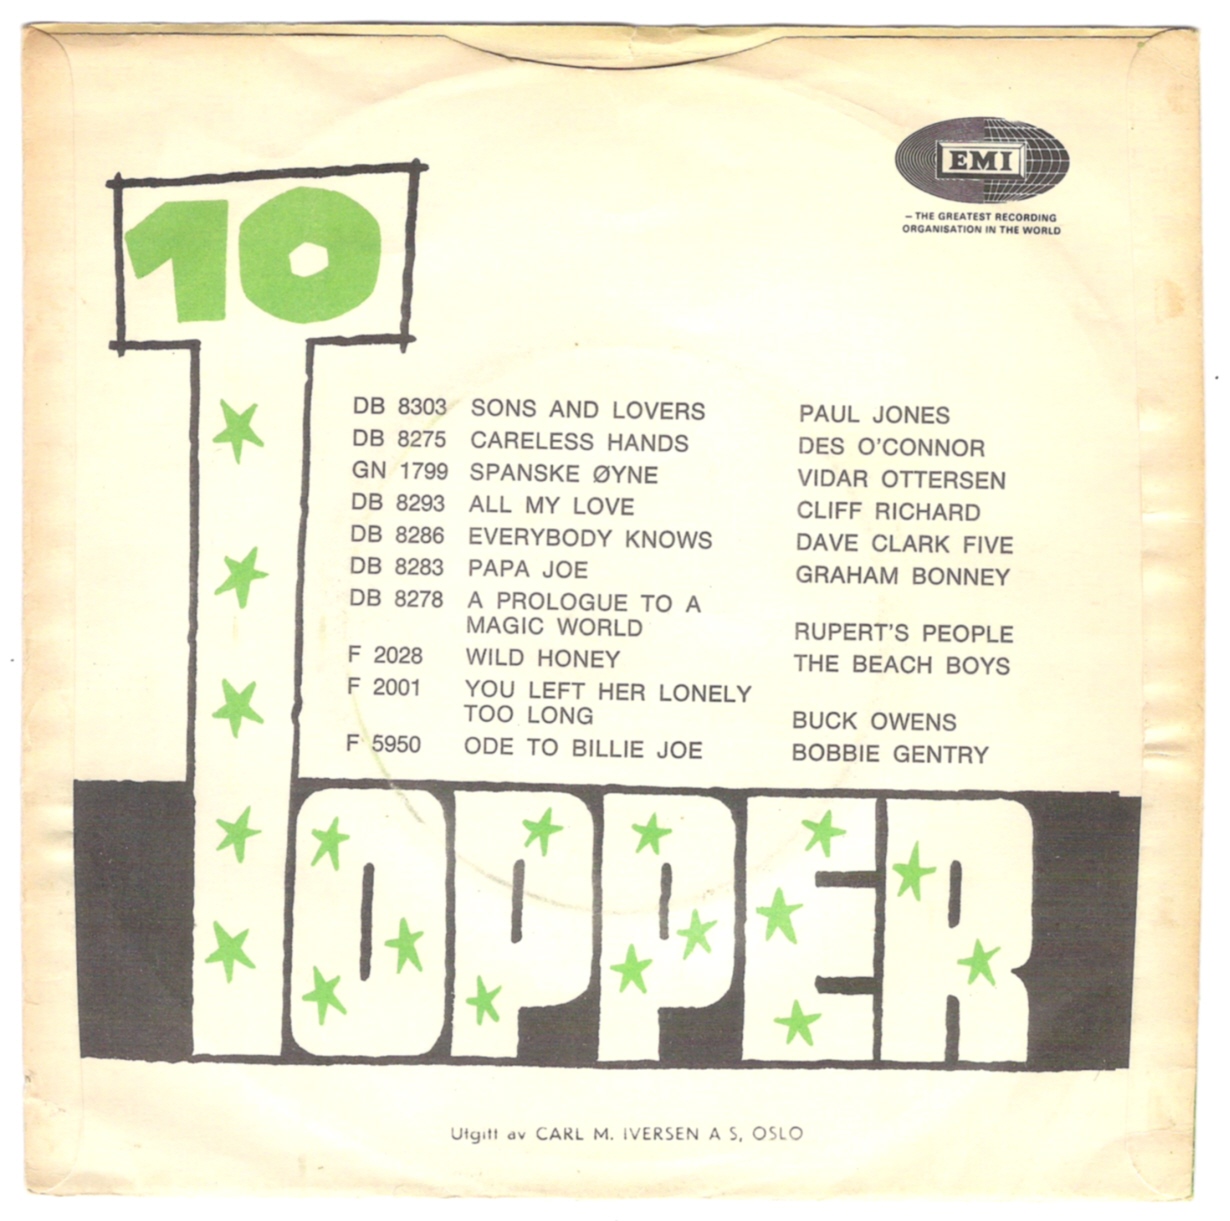 EMI
– THE GREATEST RECORDING
ORGANISATION IN THE WORLD
10
DB 8303 SONS AND LOVERS PAUL JONES
DB 8275 CARELESS HANDS DES O'CONNOR
GN 1799 SPANSKE ØYNE VIDAR OTTERSEN
DB 8293 ALL MY LOVE CLIFF RICHARD
DB 8286 EVERYBODY KNOWS DAVE CLARK FIVE
DB 8283 PAPA JOE GRAHAM BONNEY
DB 8278 A PROLOGUE TO A
MAGIC WORLD RUPERT'S PEOPLE
F 2028 WILD HONEY THE BEACH BOYS
F 2001 YOU LEFT HER LONELY
TOO LONG BUCK OWENS
F 5950 ODE TO BILLIE JOE BOBBIE GENTRY
TOPPER
Utgitt av CARL M. IVERSEN A S, OSLO